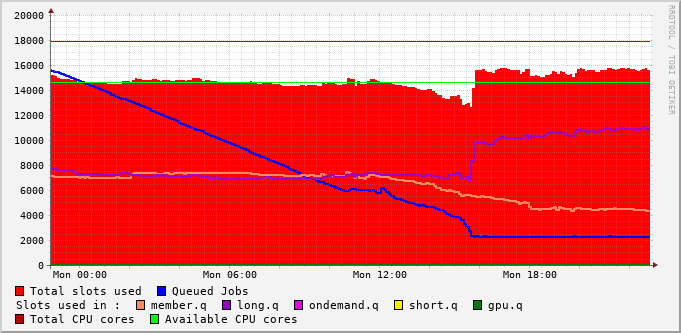 20000
18000
16000
14000
12000
10000
8000
6000
4000
2000
0
Mon 00:00 Mon 06:00 Mon 12:00 Mon 18:00
Total slots used Queued Jobs
Slots used in : member.q long.q ondemand.q short.q gpu.q
Total CPU cores Available CPU cores
RRDTOOL / TOBI OETIKER